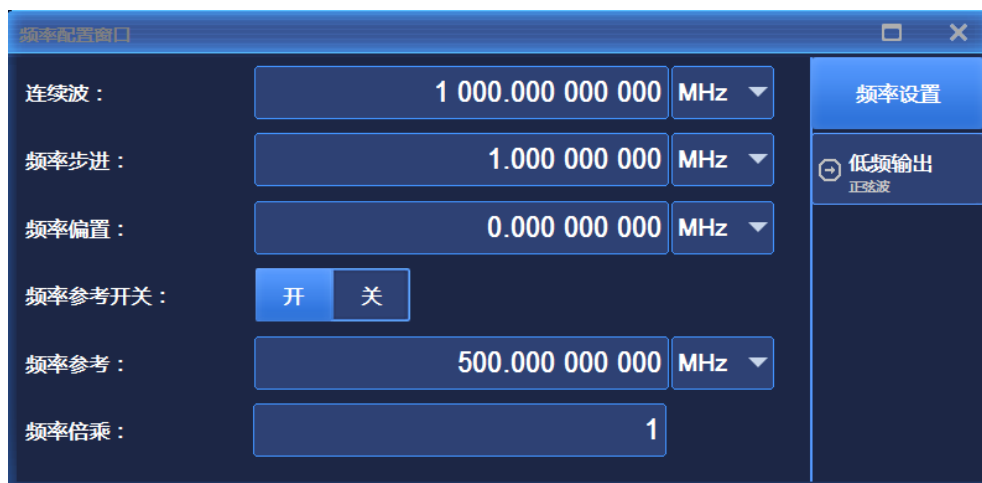 频率配置窗口
连续波： 1 000.000 000 000 MHz
频率设置
频率步进： 1.000 000 000 MHz
低频输出
正弦波
频率偏置： 0.000 000 000 MHz
频率参考开关： 开 关
频率参考： 500.000 000 000 MHz
频率倍乘： 1